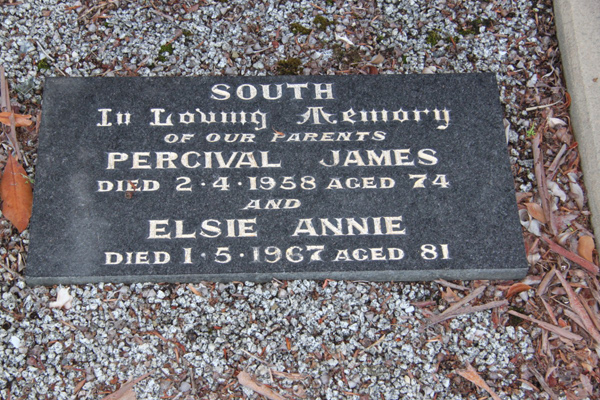 SOUTH
In Loving Memory
OF OUR PARENTS
PERCIVAL JAMES
DIED 2·4·1958 AGED 74
AND
ELSIE ANNIE
DIED 1·5·1967 AGED 81